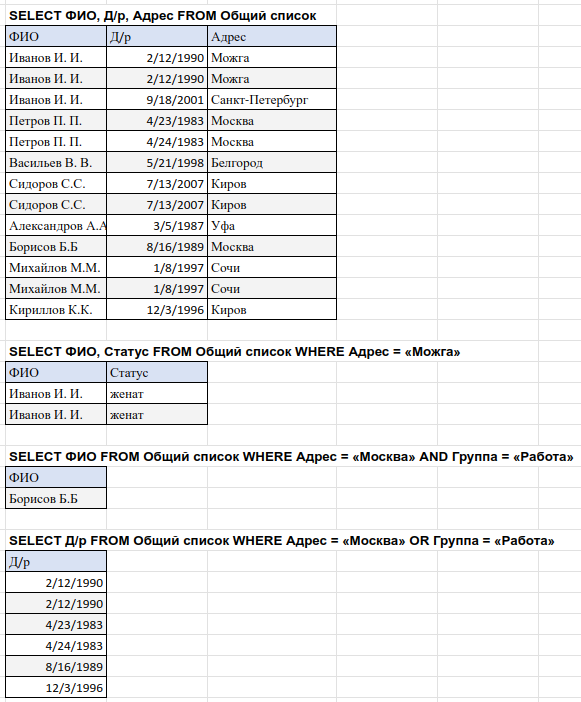 SELECT ФИО, Д/р, Адрес FROM Общий список
ФИО Д/р Адрес
Иванов И. И. 2/12/1990 Можга
Иванов И. И. 2/12/1990 Можга
Иванов И. И. 9/18/2001 Санкт-Петербург
Петров П. П. 4/23/1983 Москва
Петров П. П. 4/24/1983 Москва
Васильев В. В. 5/21/1998 Белгород
Сидоров С.С. 7/13/2007 Киров
Сидоров С.С. 7/13/2007 Киров
Александров А.А 3/5/1987 Уфа
Борисов Б.Б 8/16/1989 Москва
Михайлов М.М. 1/8/1997 Сочи
Михайлов М.М. 1/8/1997 Сочи
Кириллов К.К. 12/3/1996 Киров
SELECT ФИО, Статус FROM Общий список WHERE Адрес = «Можга»
ФИО Статус
Иванов И. И. женат
Иванов И. И. женат
SELECT ФИО FROM Общий список WHERE Адрес = «Москва» AND Группа = «Работа»
ФИО
Борисов Б.Б
SELECT Д/р FROM Общий список WHERE Адрес = «Москва» OR Группа = «Работа»
Д/р
2/12/1990
2/12/1990
4/23/1983
4/24/1983
8/16/1989
12/3/1996